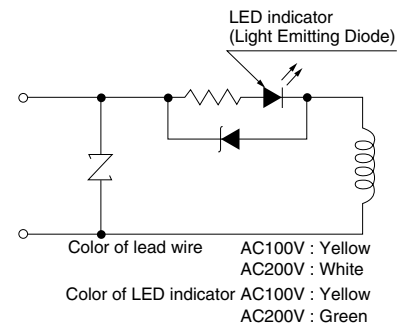 LED indicator
(Light Emitting Diode)
Color of lead wire AC100V : Yellow
AC200V : White
Color of LED indicator AC100V : Yellow
AC200V : Green